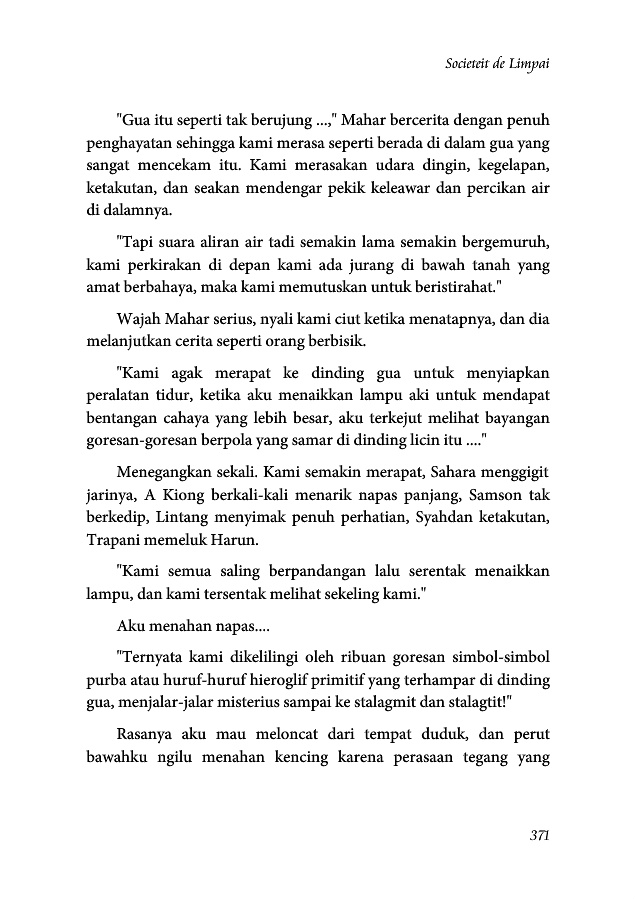 Societeit de Limpai
"Gua itu seperti tak berujung ...," Mahar bercerita dengan penuh
penghayatan sehingga kami merasa seperti berada di dalam gua yang
sangat mencekam itu. Kami merasakan udara dingin, kegelapan,
ketakutan, dan seakan mendengar pekik keleawar dan percikan air
di dalamnya.
"Tapi suara aliran air tadi semakin lama semakin bergemuruh,
kami perkirakan di depan kami ada jurang di bawah tanah yang
amat berbahaya, maka kami memutuskan untuk beristirahat."
Wajah Mahar serius, nyali kami ciut ketika menatapnya, dan dia
melanjutkan cerita seperti orang berbisik.
"Kami agak merapat ke dinding gua untuk menyiapkan
peralatan tidur, ketika aku menaikkan lampu aki untuk mendapat
bentangan cahaya yang lebih besar, aku terkejut melihat bayangan
goresan-goresan berpola yang samar di dinding licin itu ...."
Menegangkan sekali. Kami semakin merapat, Sahara menggigit
jarinya, A Kiong berkali-kali menarik napas panjang, Samson tak
berkedip, Lintang menyimak penuh perhatian, Syahdan ketakutan,
Trapani memeluk Harun.
"Kami semua saling berpandangan lalu serentak menaikkan
lampu, dan kami tersentak melihat sekeling kami."
Aku menahan napas....
"Ternyata kami dikelilingi oleh ribuan goresan simbol-simbol
purba atau huruf-huruf hieroglif primitif yang terhampar di dinding
gua, menjalar-jalar misterius sampai ke stalagmit dan stalagtit!"
Rasanya aku mau meloncat dari tempat duduk, dan perut
bawahku ngilu menahan kencing karena perasaan tegang yang
371